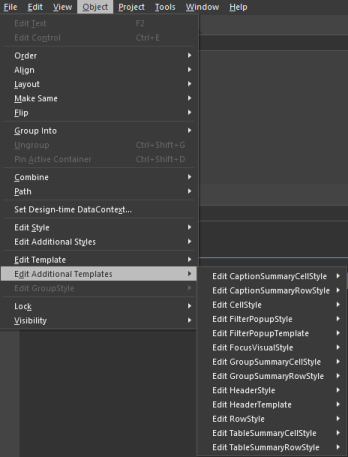 File Edit View Object Project Tools Window Help
Edit Text F2
Edit Control Ctrl+E
Order
Align
Layout
Make Same
Flip
Group Into
Ungroup Ctrl+Shift+G
Pin Active Container Ctrl+Shift+D
Combine
Path
Set Design-time DataContext...
Edit Style
Edit Additional Styles
Edit Template
Edit Additional Templates
Edit GroupStyle
Lock
Visibility
Edit CaptionSummaryCellStyle
Edit CaptionSummaryRowStyle
Edit CellStyle
Edit FilterPopupStyle
Edit FilterPopupTemplate
Edit FocusVisualStyle
Edit GroupSummaryCellStyle
Edit GroupSummaryRowStyle
Edit HeaderStyle
Edit HeaderTemplate
Edit RowStyle
Edit TableSummaryCellStyle
Edit TableSummaryRowStyle